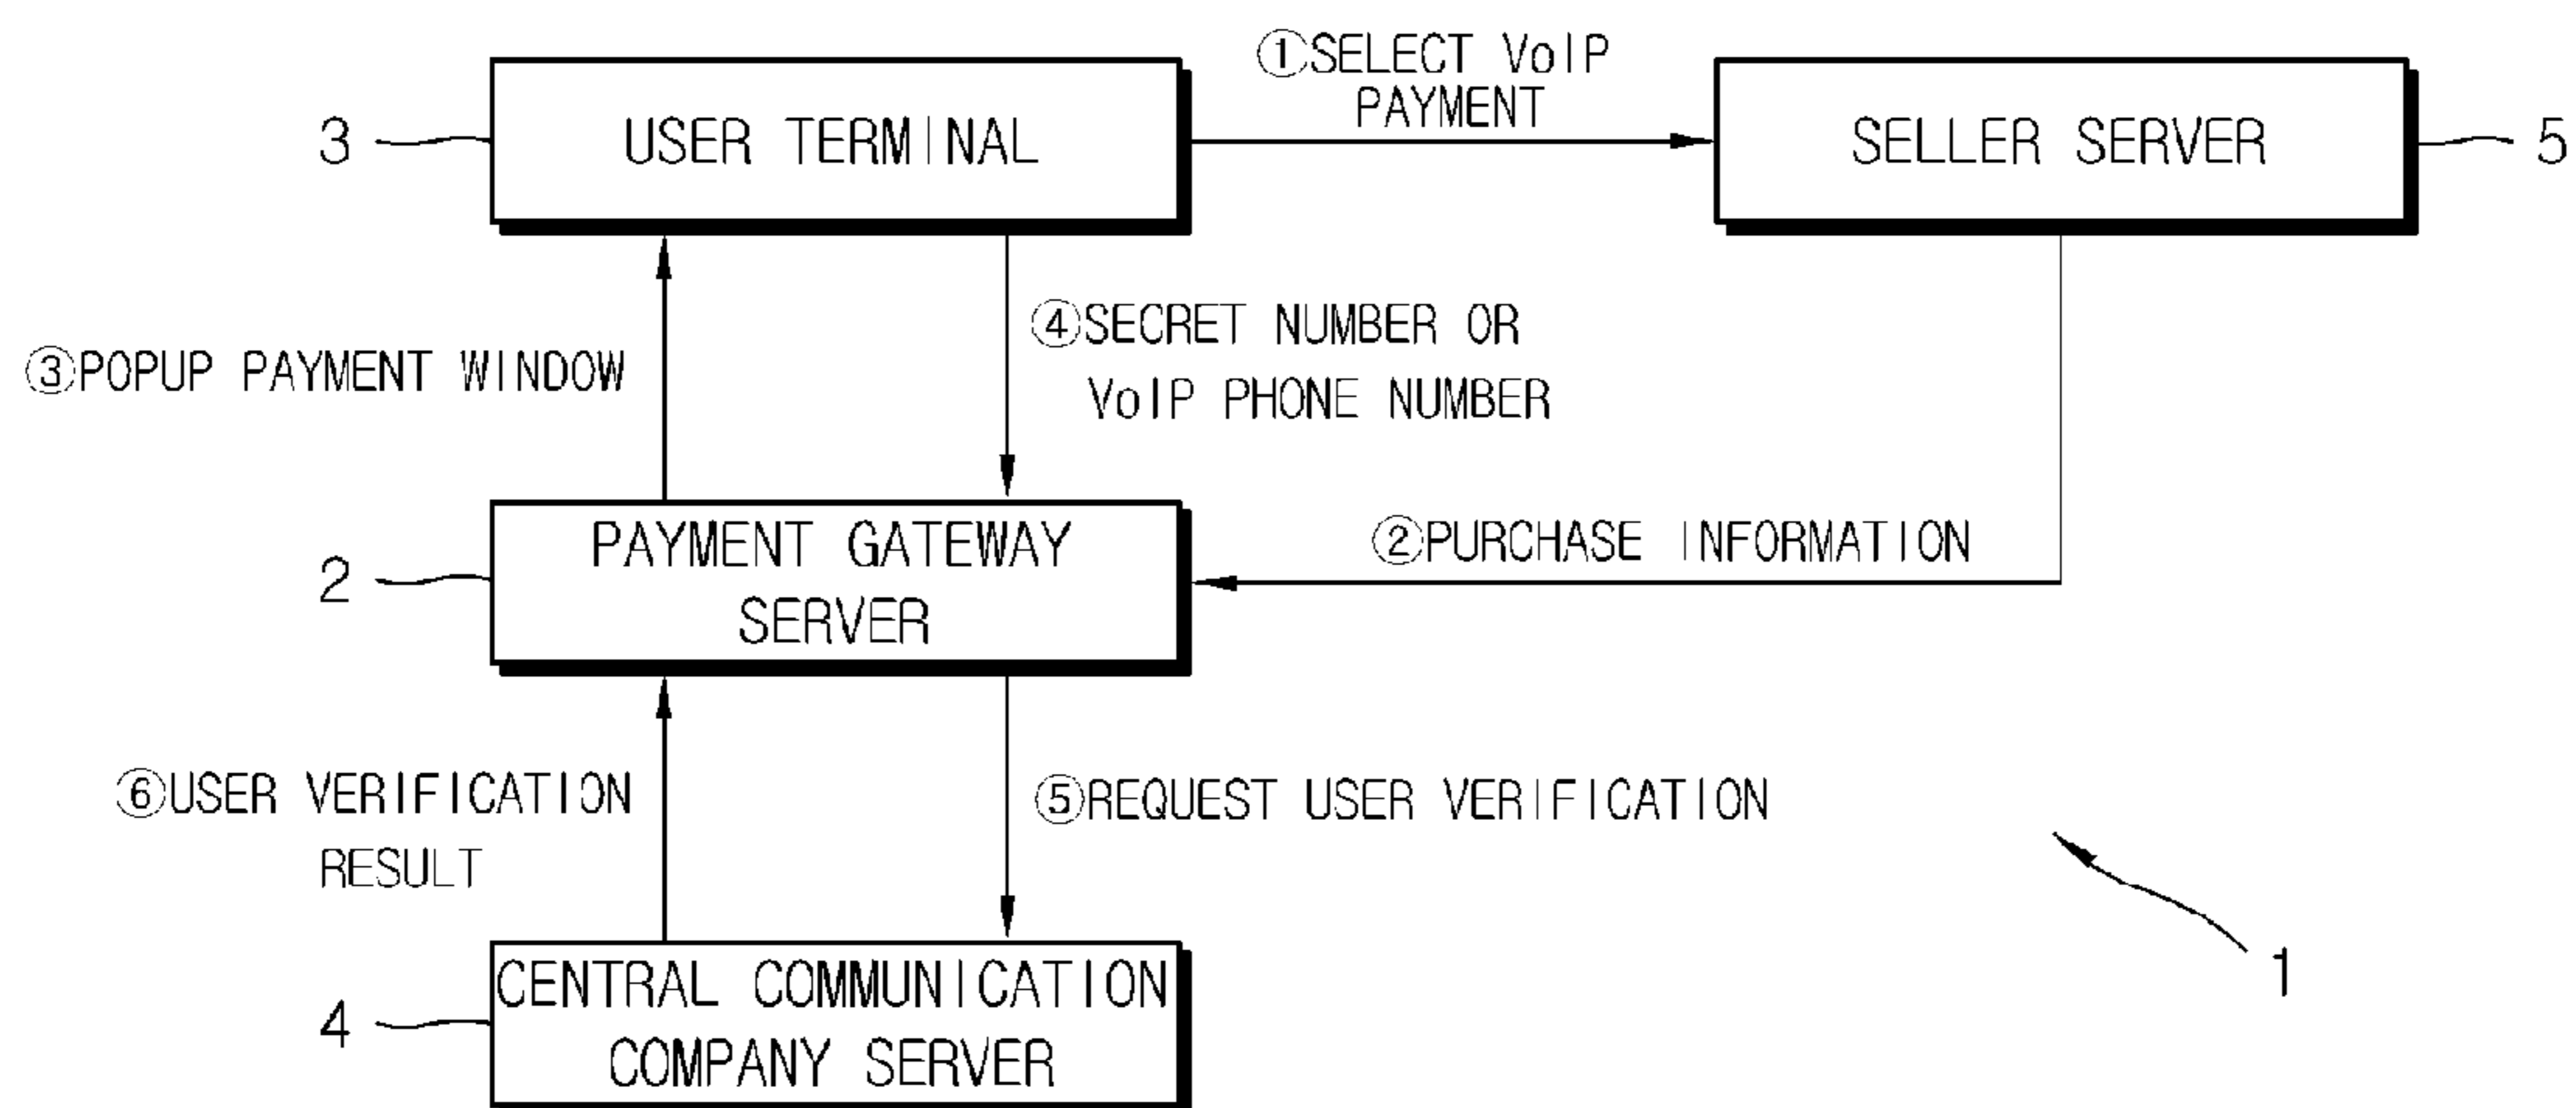 ①SELECT VoIP
PAYMENT
3
USER TERMINAL
SELLER SERVER
5
③POPUP PAYMENT WINDOW
④SECRET NUMBER OR
VoIP PHONE NUMBER
2
PAYMENT GATEWAY
SERVER
②PURCHASE INFORMATION
⑥USER VERIFICATION
RESULT
⑤REQUEST USER VERIFICATION
1
4
CENTRAL COMMUNICATION
COMPANY SERVER